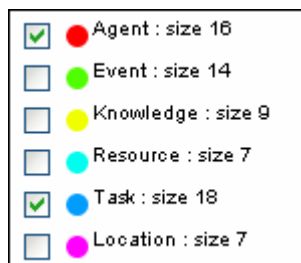 Agent : size 16
Event : size 14
Knowledge : size 9
Resource : size 7
Task : size 18
Location : size 7